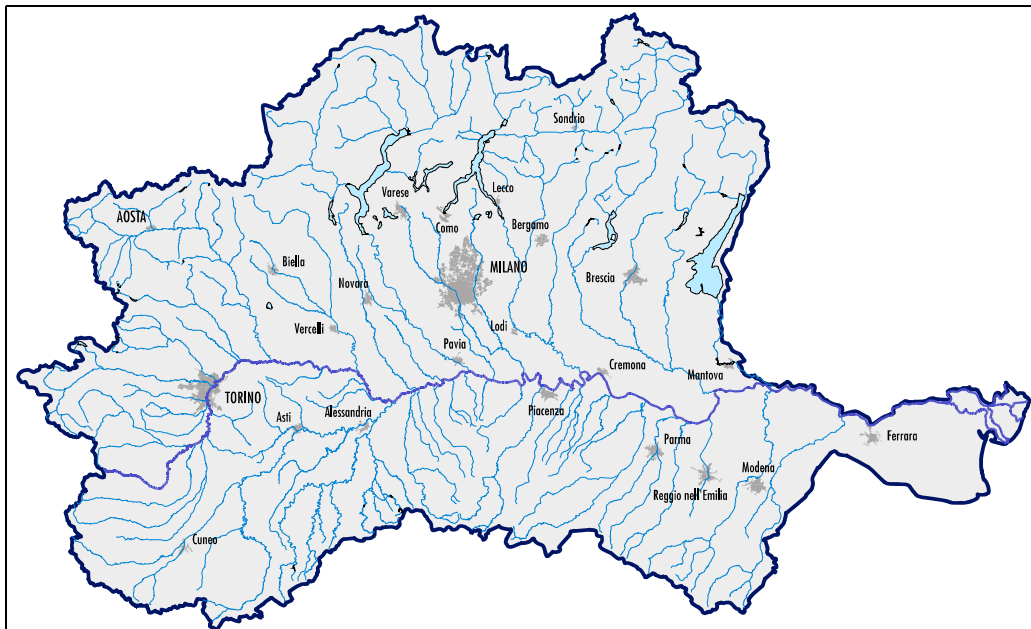 Sondrio
Lecco
Varese
AOSTA
Como
Bergamo
Biella
MILANO
Brescia
Novara
Vercelli
Lodi
Pavia
Cremona
Mantova
TORINO
Asti
Alessandria
Piacenza
Ferrara
Parma
Modena
Reggio nell'Emilia
Cuneo